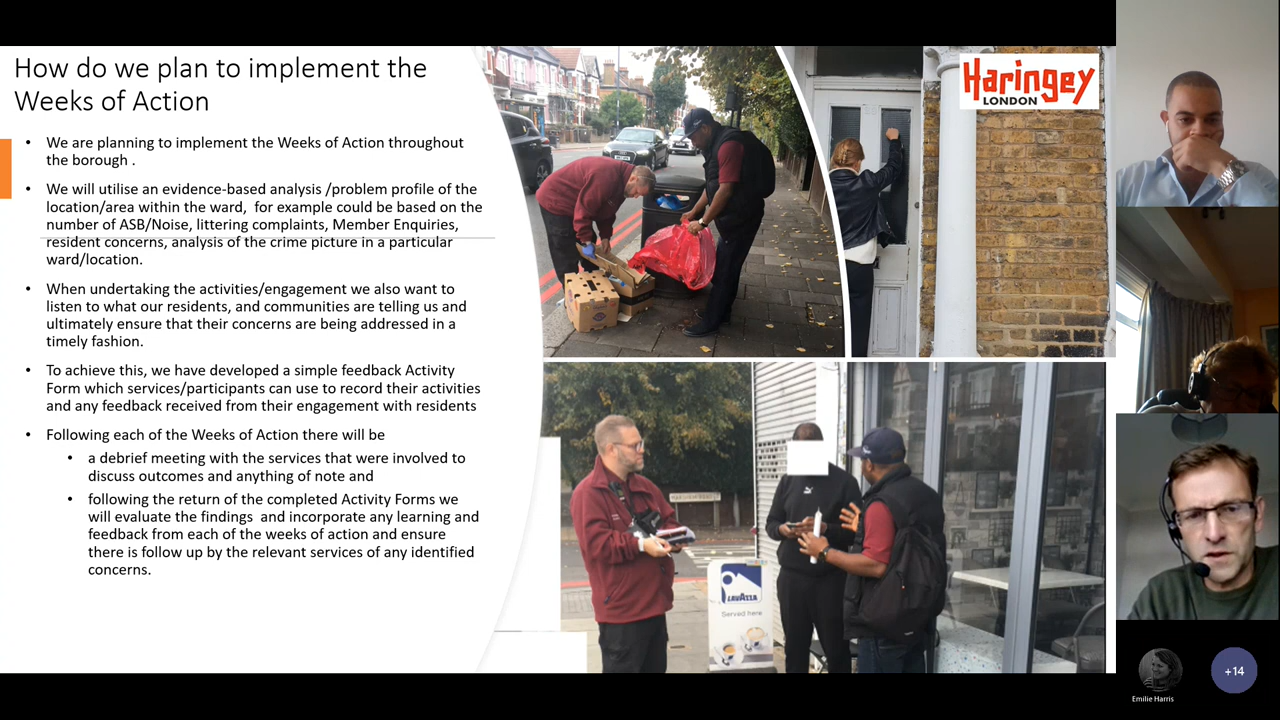 How do we plan to implement the
Weeks of Action
• We are planning to implement the Weeks of Action throughout
the borough .
• We will utilise an evidence-based analysis /problem profile of the
location/area within the ward, for example could be based on the
number of ASB/Noise, littering complaints, Member Enquiries,
resident concerns, analysis of the crime picture in a particular
ward/location.
• When undertaking the activities/engagement we also want to
listen to what our residents, and communities are telling us and
ultimately ensure that their concerns are being addressed in a
timely fashion.
• To achieve this, we have developed a simple feedback Activity
Form which services/participants can use to record their activities
and any feedback received from their engagement with residents
• Following each of the Weeks of Action there will be
• a debrief meeting with the services that were involved to
discuss outcomes and anything of note and
• following the return of the completed Activity Forms we
will evaluate the findings and incorporate any learning and
feedback from each of the weeks of action and ensure
there is follow up by the relevant services of any identified
concerns.
Haringey
LONDON
LAVAZZA
Served here
Emilie Harris
+14